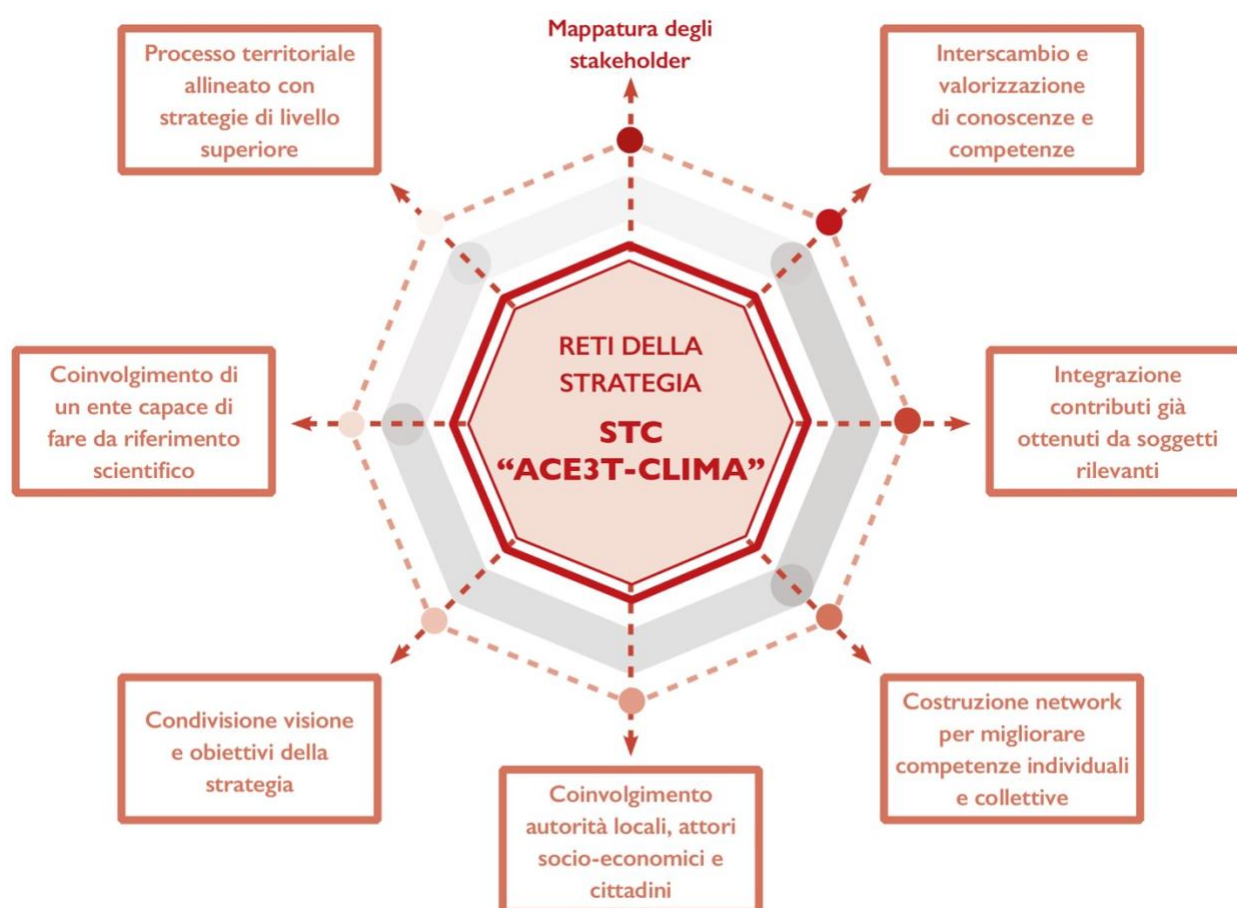 Mappatura degli
stakeholder
Interscambio e
valorizzazione
di conoscenze e
competenze
Integrazione
contributi già
ottenuti da soggetti
rilevanti
Costruzione network
per migliorare
competenze individuali
e collettive
Coinvolgimento
autorità locali, attori
socio-economici e
cittadini
Condivisione visione
e obiettivi della
strategia
Coinvolgimento di
un ente capace di
fare da riferimento
scientifico
Processo territoriale
allineato con
strategie di livello
superiore
RETI DELLA
STRATEGIA
STC
“ACE3T-CLIMA”